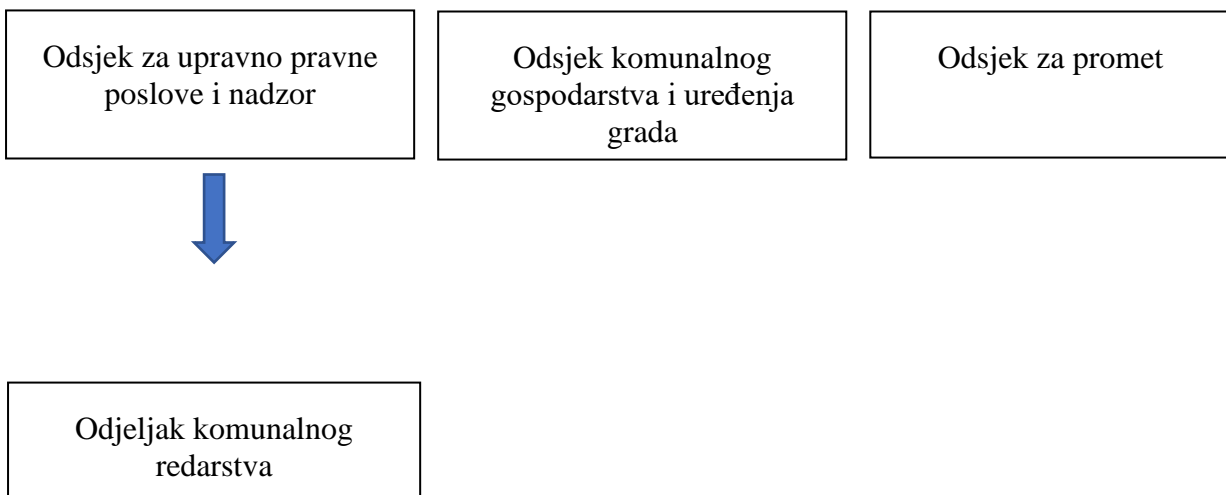 Odsjek za upravno pravne
poslove i nadzor
Odsjek komunalnog
gospodarstva i uređenja
grada
Odsjek za promet
Odjeljak komunalnog
redarstva